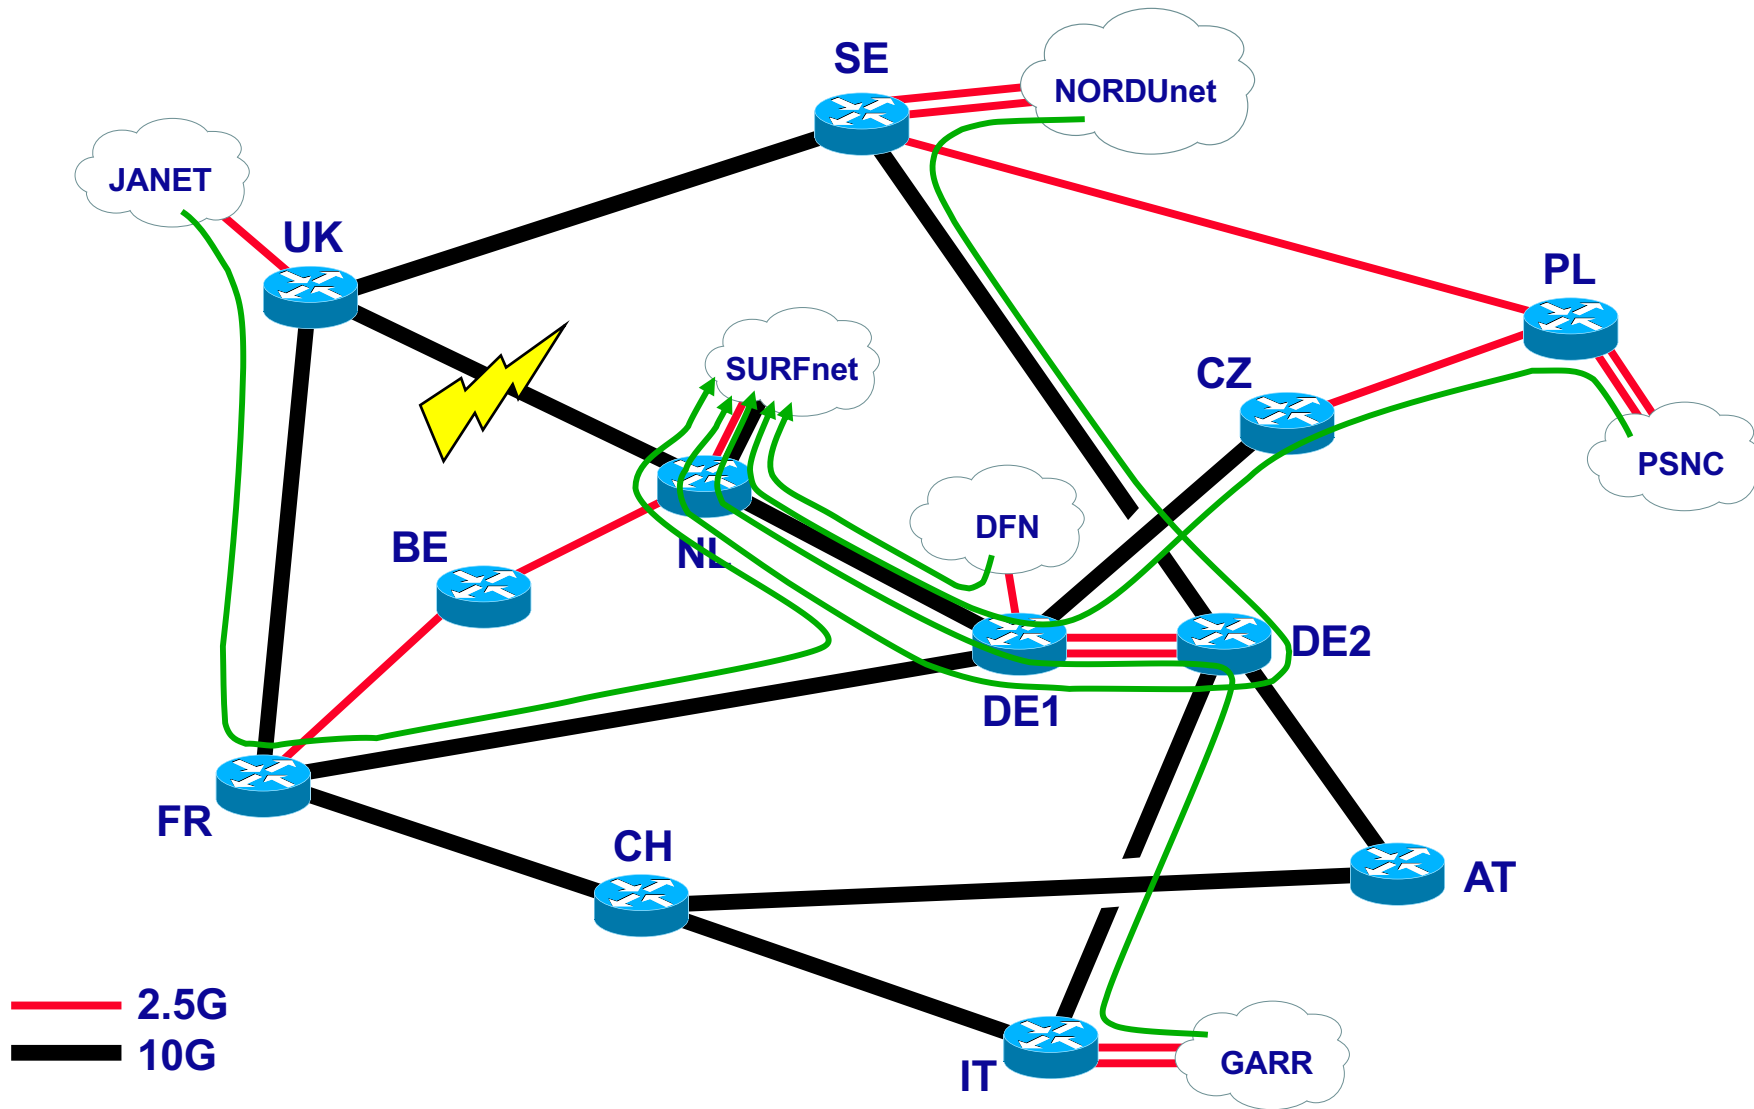 SE
NORDUnet
JANET
UK
PL
SURFnet
CZ
PSNC
DFN
BE
NL
DE2
DE1
FR
CH
AT
2.5G
10G
IT
GARR